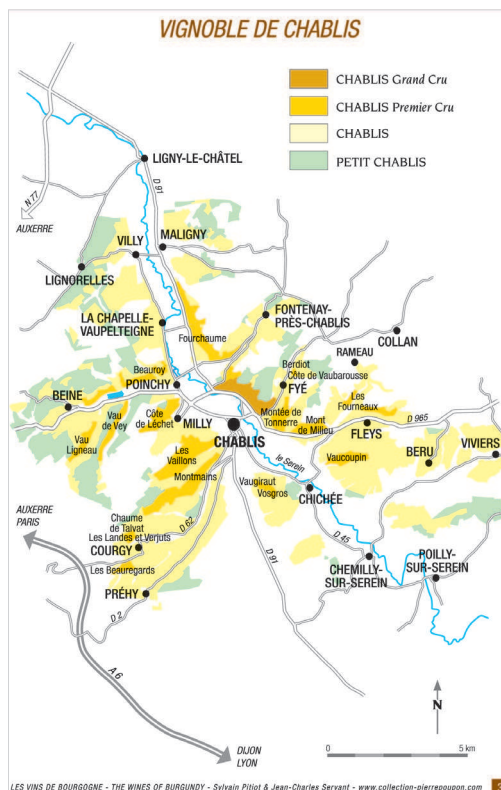 VIGNOBLE DE CHABLIS
CHABLIS Grand Cru
CHABLIS Premier Cru
CHABLIS
PETIT CHABLIS
LIGNY-LE-CHÂTEL
N 77
D 91
AUXERRE
VILLY
MALIGNY
LIGNORELLES
LA CHAPELLE-
VAUPELTEIGNE
FONTENAY-
PRÈS-CHABLIS
COLLAN
Fourchaume
RAMEAU
Berdiot
Côte de Vaubarousse
FYÉ
Beauroy
POINCHY
BEINE
Vau
de Vey
Côte
de Léchet
MILLY
Montée de
Tonnerre
Mont
de Milieu
Les
Fourneaux
D 965
FLEYS
Vau
Ligneau
CHABLIS
VIVIERS
BERU
Les
Vaillons
le Serein
Vaucoupin
Montmains
Vaugiraut
Vosgros
CHICHÉE
AUXERRE
PARIS
Chaume
de Talvat
Les Landes et Verjuts
D 62
COURGY
D 91
D 45
CHEMILLY-
SUR-SEREIN
POILLY-
SUR-SEREIN
Les Beauregards
PRÉHY
D 2
A 6
N
DIJON
LYON
0
5 km
LES VINS DE BOURGOGNE - THE WINES OF BURGUNDY - Sylvain Pitiot & Jean-Charles Servant - www.collection-pierrepoupon.com